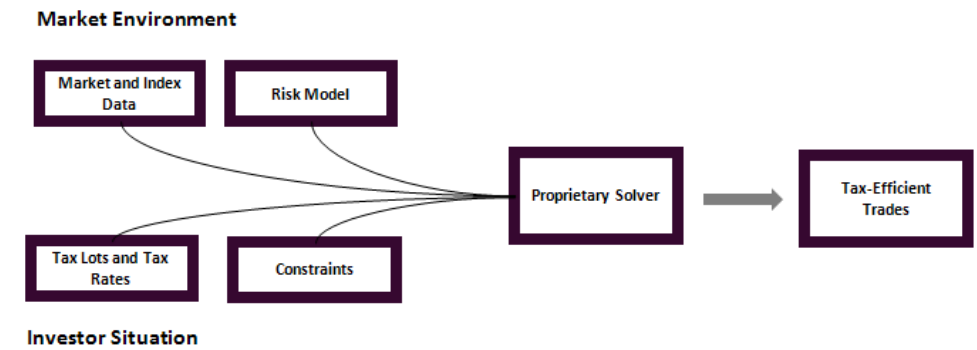 Market Environment
Market and Index
Data
Risk Model
Proprietary Solver
Tax-Efficient
Trades
Tax Lots and Tax
Rates
Constraints
Investor Situation